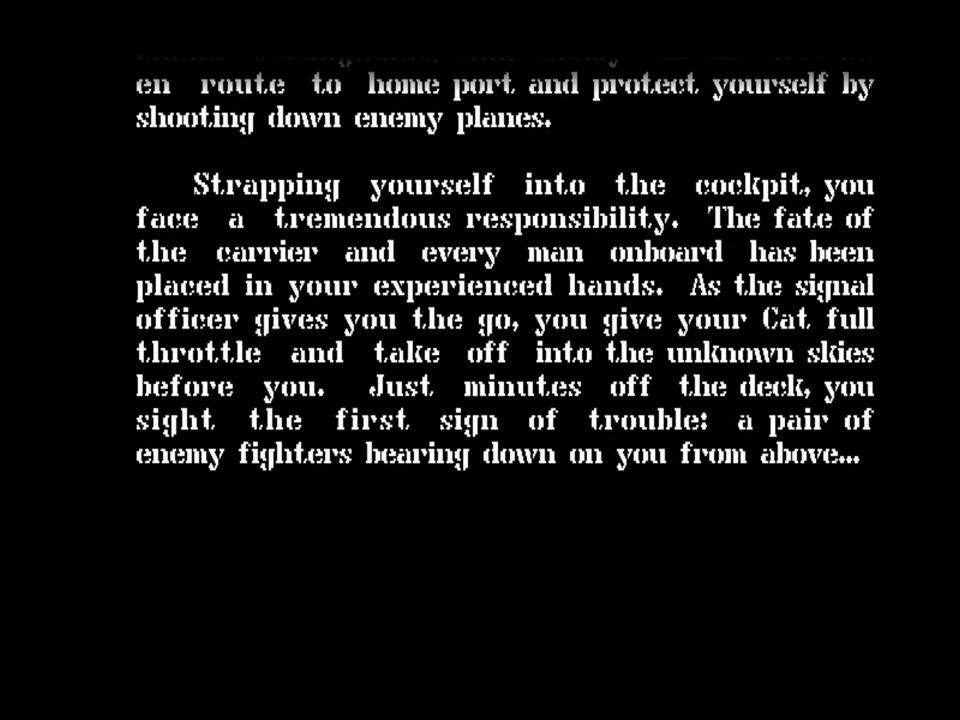 en route to home port and protect yourself by
shooting down enemy planes.
Strapping yourself into the cockpit, you
face a tremendous responsibility. The fate of
the carrier and every man onboard has been
placed in your experienced hands. As the signal
officer gives you the go, you give your Cat full
throttle and take off into the unknown skies
before you. Just minutes off the deck, you
sight the first sign of trouble: a pair of
enemy fighters bearing down on you from above...